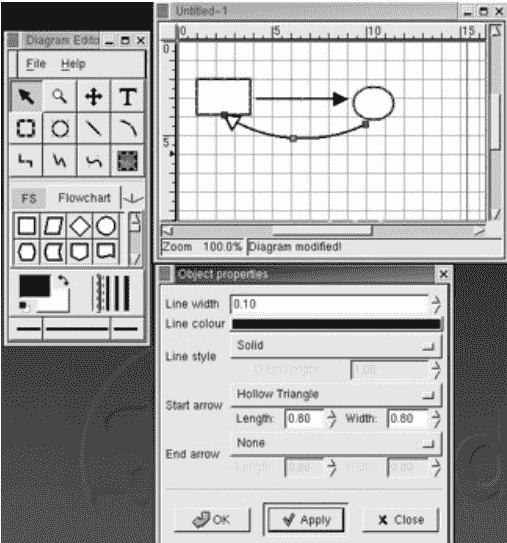 Untitled-1
Diagram Edito
File Help
0 5 10 15
0
5
T
FS Flowchart
Zoom 100.0% Diagram modified!
Object properties
Line width 0.10
Line colour
Line style Solid
Dash length: 1.00
Start arrow Hollow Triangle
Length: 0.80 Width: 0.80
End arrow None
Length: 0.80 Width: 0.80
OK Apply Close